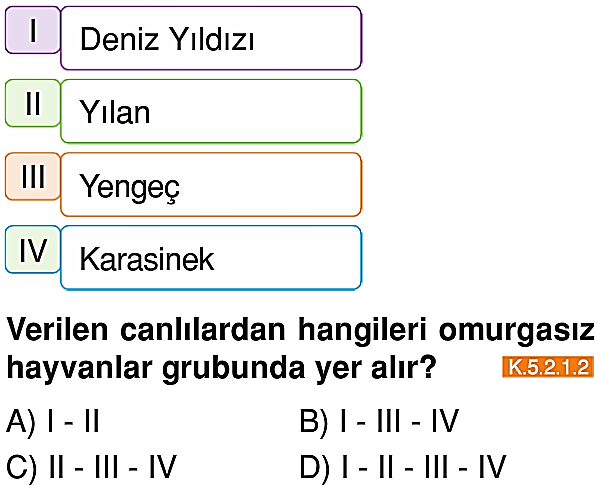 I Deniz Yıldızı
II Yılan
III Yengeç
IV Karasinek
Verilen canlılardan hangileri omurgasız
hayvanlar grubunda yer alır? K.5.2.1.2
A) I - II B) I - III - IV
C) II - III - IV D) I - II - III - IV